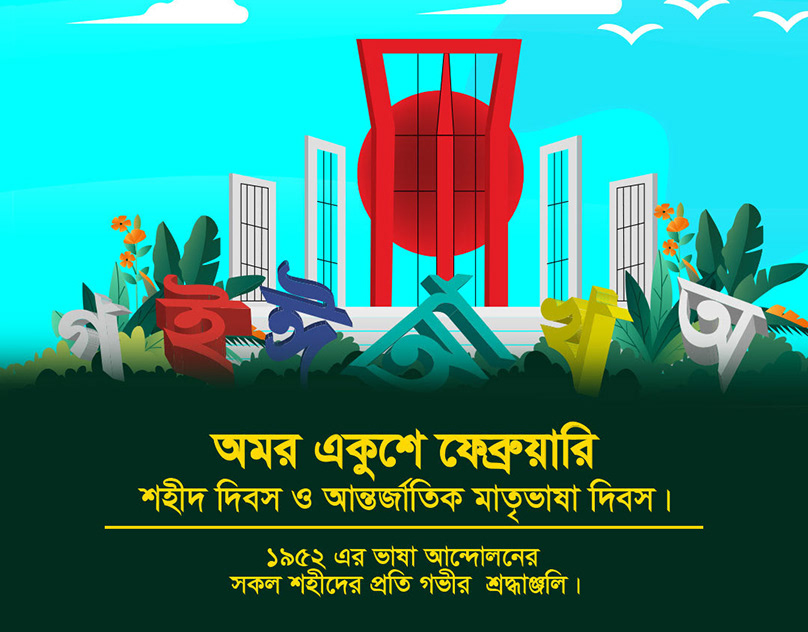 গ ই ঈ আঁ খ অ
অমর একুশে ফেব্রুয়ারি
শহীদ দিবস ও আন্তর্জাতিক মাতৃভাষা দিবস।
১৯৫২ এর ভাষা আন্দোলনের
সকল শহীদের প্রতি গভীর শ্রদ্ধাঞ্জলি।